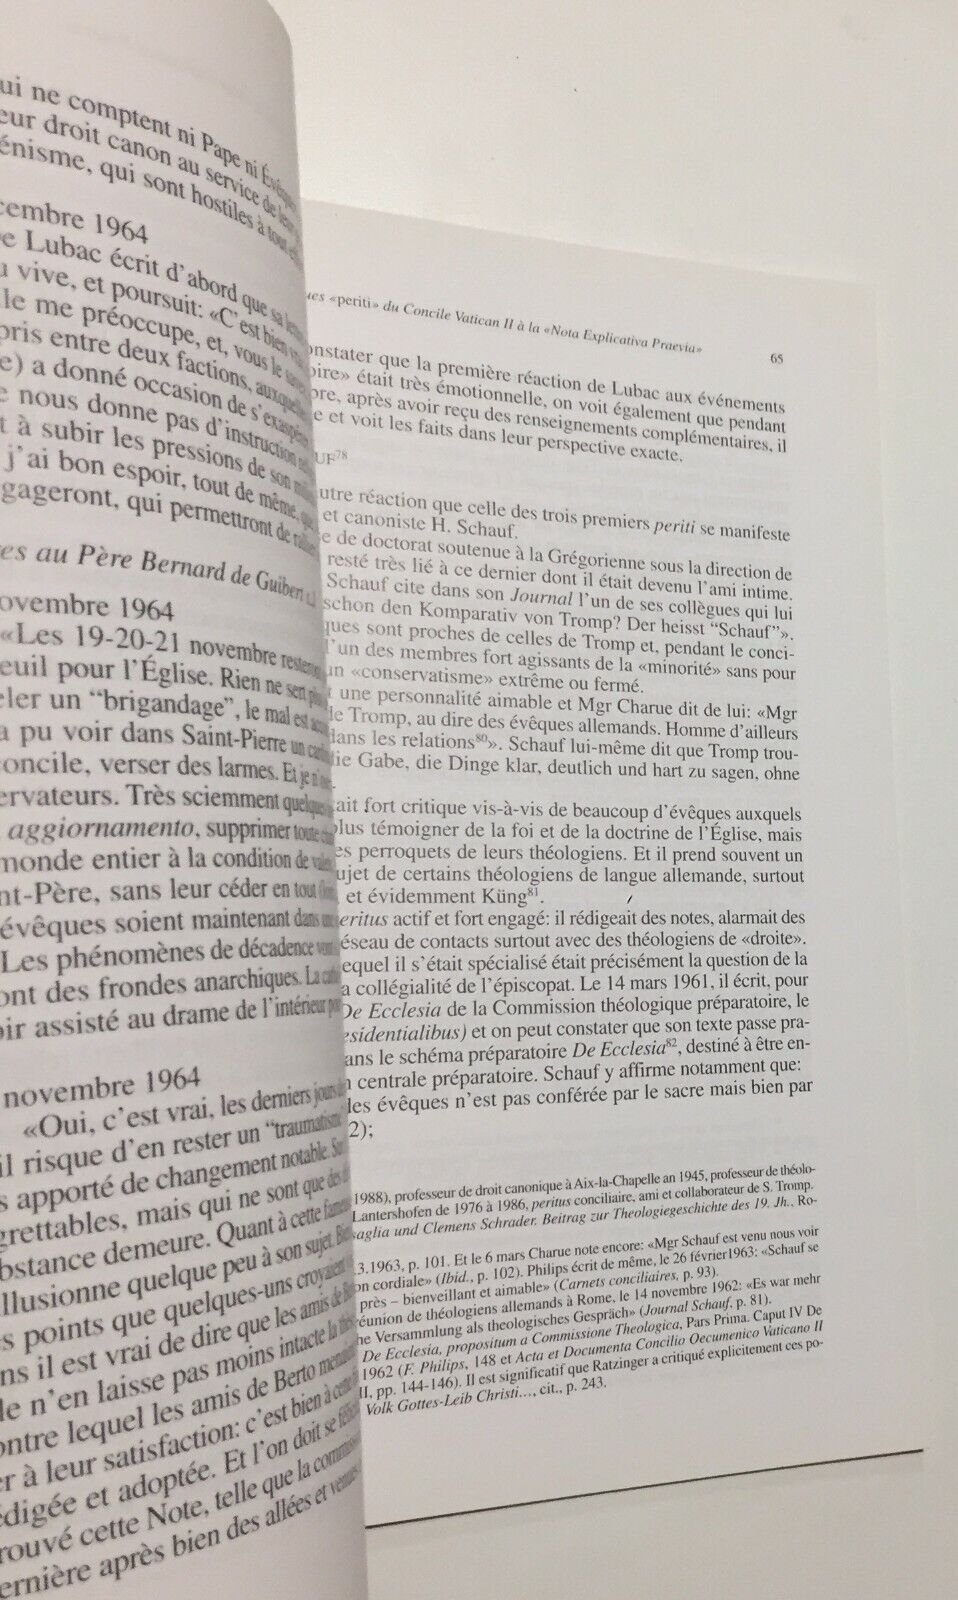 ui ne comptent ni Pape ni Évêques
eur droit canon au service de leur
énisme, qui sont hostiles à tout
cembre 1964
e Lubac écrit d'abord que sa lettre
u vive, et poursuit: «C'est bien vrai
le me préoccupe, et, vous le savez
pris entre deux factions, auxquelles
e) a donné occasion de s'exaspérer
e nous donne pas d'instruction
t à subir les pressions de son
j'ai bon espoir, tout de même, que
gageront, qui permettront de
es au Père Bernard de Guibert
ovembre 1964
«Les 19-20-21 novembre resteront
euil pour l'Église. Rien ne sert
eler un “brigandage”, le mal est
a pu voir dans Saint-Pierre un
concile, verser des larmes. Et je n'
ervateurs. Très sciemment quelques
aggiornamento, supprimer toute
monde entier à la condition de
nt-Père, sans leur céder en tout
évêques soient maintenant dans
Les phénomènes de décadence vont
ont des frondes anarchiques. La
oir assisté au drame de l'intérieur
novembre 1964
«Oui, c'est vrai, les derniers jours
il risque d'en rester un “traumatisme
s apporté de changement notable. Sur
grettables, mais qui ne sont que des
bstance demeure. Quant à cette fameuse
illusionne quelque peu à son sujet. Bien
s points que quelques-uns croyaient
ns il est vrai de dire que les amis de
le n'en laisse pas moins intacte la
ontre lequel les amis de Berto
er à leur satisfaction: c'est bien à cette
édigée et adoptée. Et l'on doit se
rouvé cette Note, telle que la
ernière après bien des allées et venues
ues «periti» du Concile Vatican II à la «Nota Explicativa Praevia» 65
onstater que la première réaction de Lubac aux événements
oire» était très émotionnelle, on voit également que pendant
bre, après avoir reçu des renseignements complémentaires, il
e et voit les faits dans leur perspective exacte.
UF78
utre réaction que celle des trois premiers periti se manifeste
et canoniste H. Schauf.
e de doctorat soutenue à la Grégorienne sous la direction de
resté très lié à ce dernier dont il était devenu l'ami intime.
Schauf cite dans son Journal l'un de ses collègues qui lui
schon den Komparativ von Tromp? Der heisst “Schauf”».
ques sont proches de celles de Tromp et, pendant le conci-
l'un des membres fort agissants de la «minorité» sans pour
un «conservatisme» extrême ou fermé.
r une personnalité aimable et Mgr Charue dit de lui: «Mgr
de Tromp, au dire des évêques allemands. Homme d'ailleurs
dans les relations80». Schauf lui-même dit que Tromp trou-
die Gabe, die Dinge klar, deutlich und hart zu sagen, ohne
ait fort critique vis-à-vis de beaucoup d'évêques auxquels
plus témoigner de la foi et de la doctrine de l'Église, mais
es perroquets de leurs théologiens. Et il prend souvent un
ujet de certains théologiens de langue allemande, surtout
et évidemment Küng81.
eritus actif et fort engagé: il rédigeait des notes, alarmait des
éseau de contacts surtout avec des théologiens de «droite».
equel il s'était spécialisé était précisément la question de la
a collégialité de l'épiscopat. Le 14 mars 1961, il écrit, pour
De Ecclesia de la Commission théologique préparatoire, le
esidentialibus) et on peut constater que son texte passe pra-
ans le schéma préparatoire De Ecclesia82, destiné à être en-
n centrale préparatoire. Schauf y affirme notamment que:
des évêques n'est pas conférée par le sacre mais bien par
2);
1988), professeur de droit canonique à Aix-la-Chapelle an 1945, professeur de théolo-
Lantershofen de 1976 à 1986, peritus conciliaire, ami et collaborateur de S. Tromp.
saglia und Clemens Schrader. Beitrag zur Theologiegeschichte des 19. Jh., Ro-
.3.1963, p. 101. Et le 6 mars Charue note encore: «Mgr Schauf est venu nous voir
on cordiale» (Ibid., p. 102). Philips écrit de même, le 26 février1963: «Schauf se
près – bienveillant et aimable» (Carnets conciliaires, p. 93).
réunion de théologiens allemands à Rome, le 14 novembre 1962: «Es war mehr
ne Versammlung als theologisches Gespräch» (Journal Schauf, p. 81).
De Ecclesia, propositum a Commissione Theologica, Pars Prima. Caput IV De
1962 (F. Philips, 148 et Acta et Documenta Concilio Oecumenico Vaticano II
II, pp. 144-146). Il est significatif que Ratzinger a critiqué explicitement ces po-
Volk Gottes-Leib Christi…, cit., p. 243.